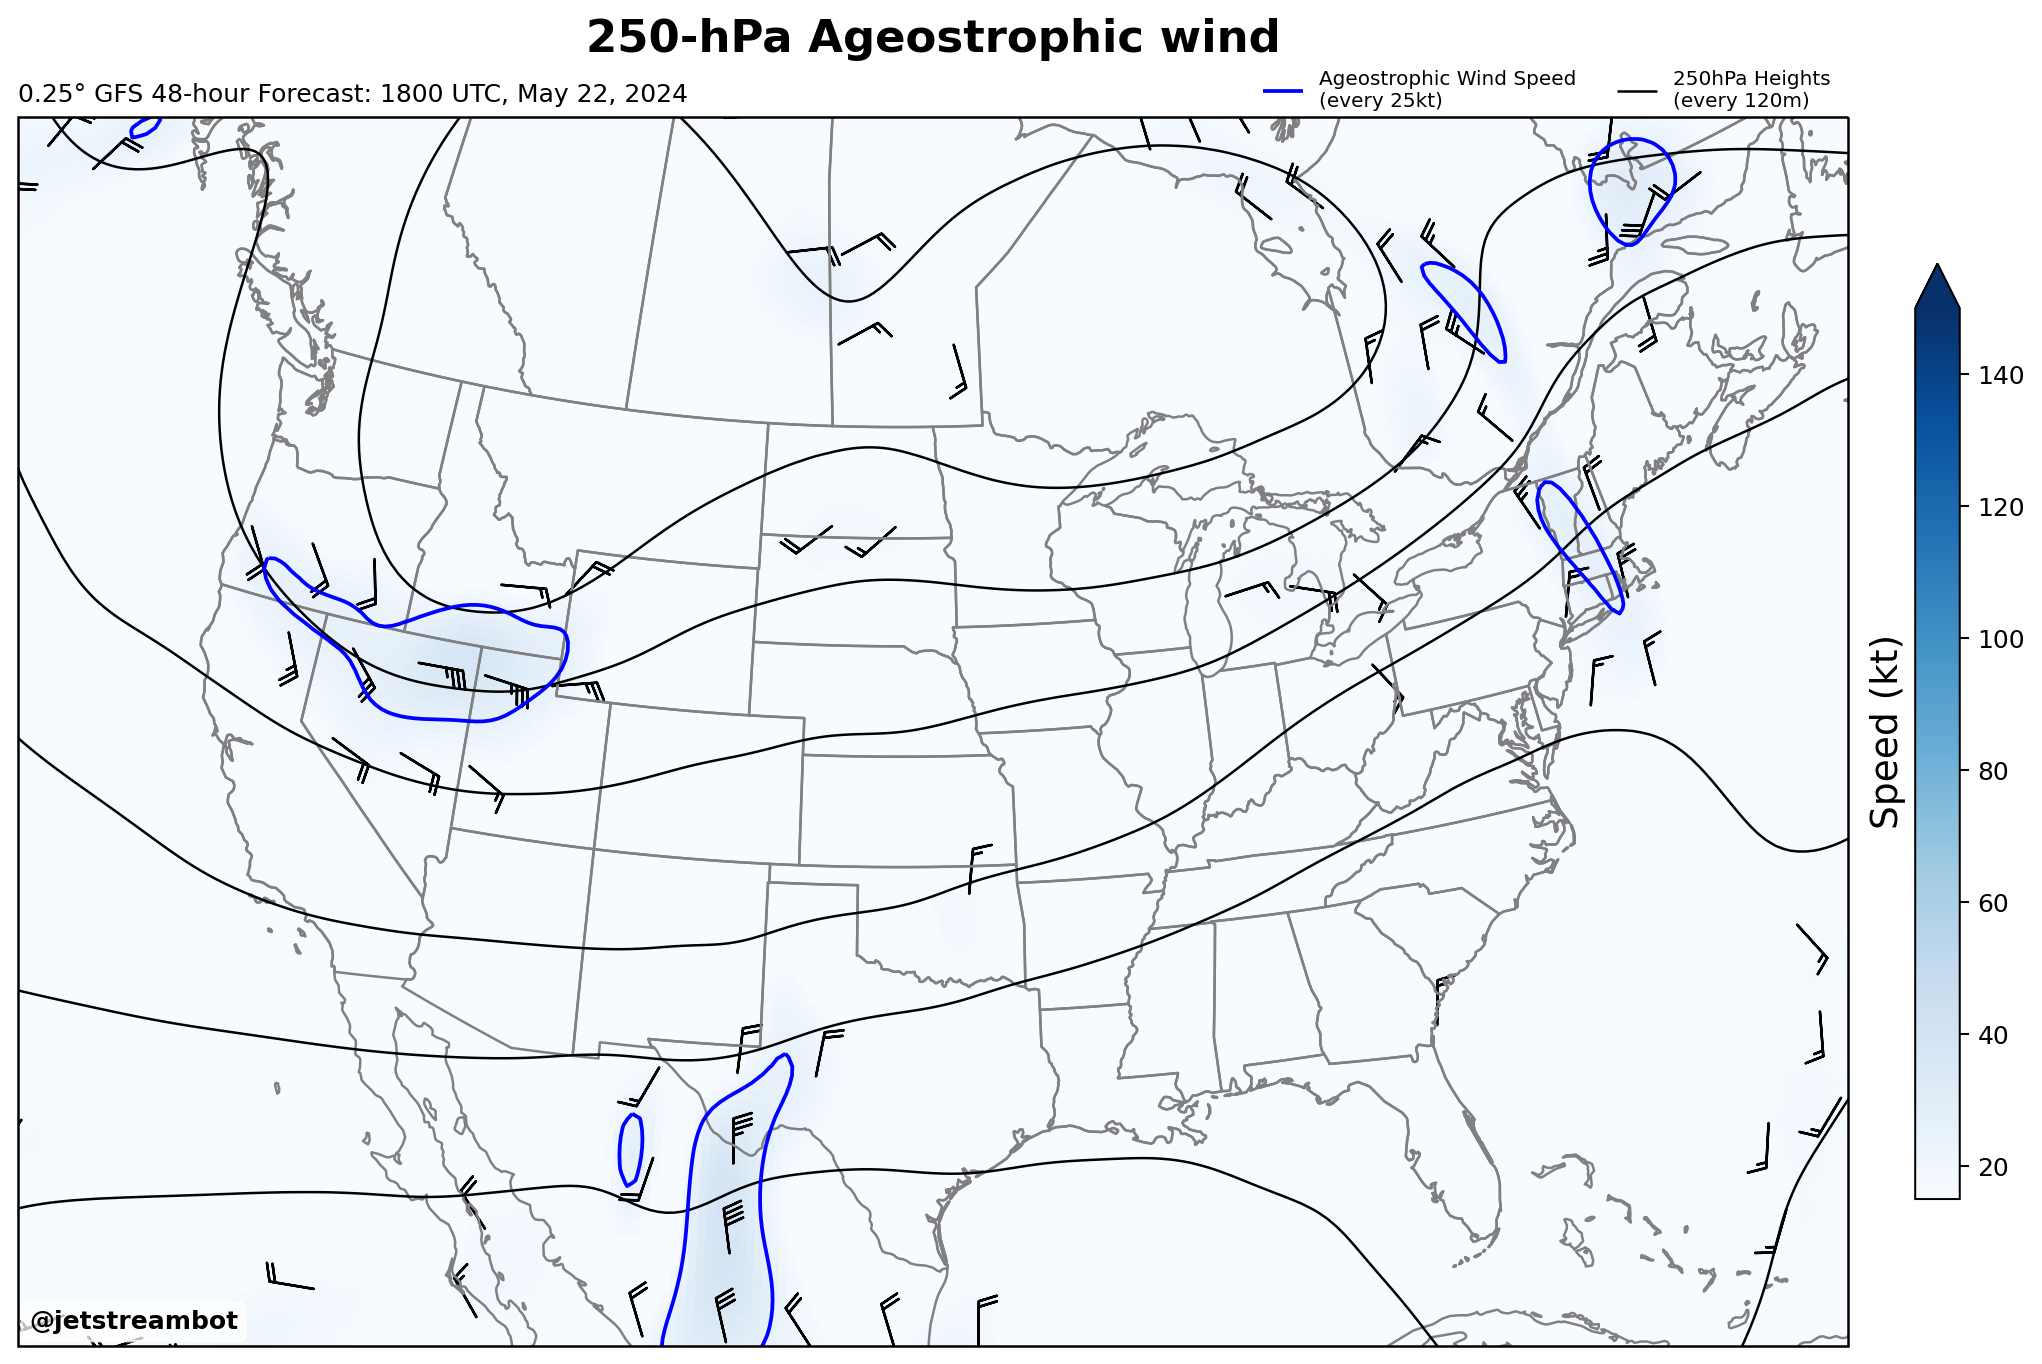 250-hPa Ageostrophic wind
0.25° GFS 48-hour Forecast: 1800 UTC, May 22, 2024
Ageostrophic Wind Speed
(every 25kt)
250hPa Heights
(every 120m)
140
120
100
80
60
40
20
Speed (kt)
@jetstreambot